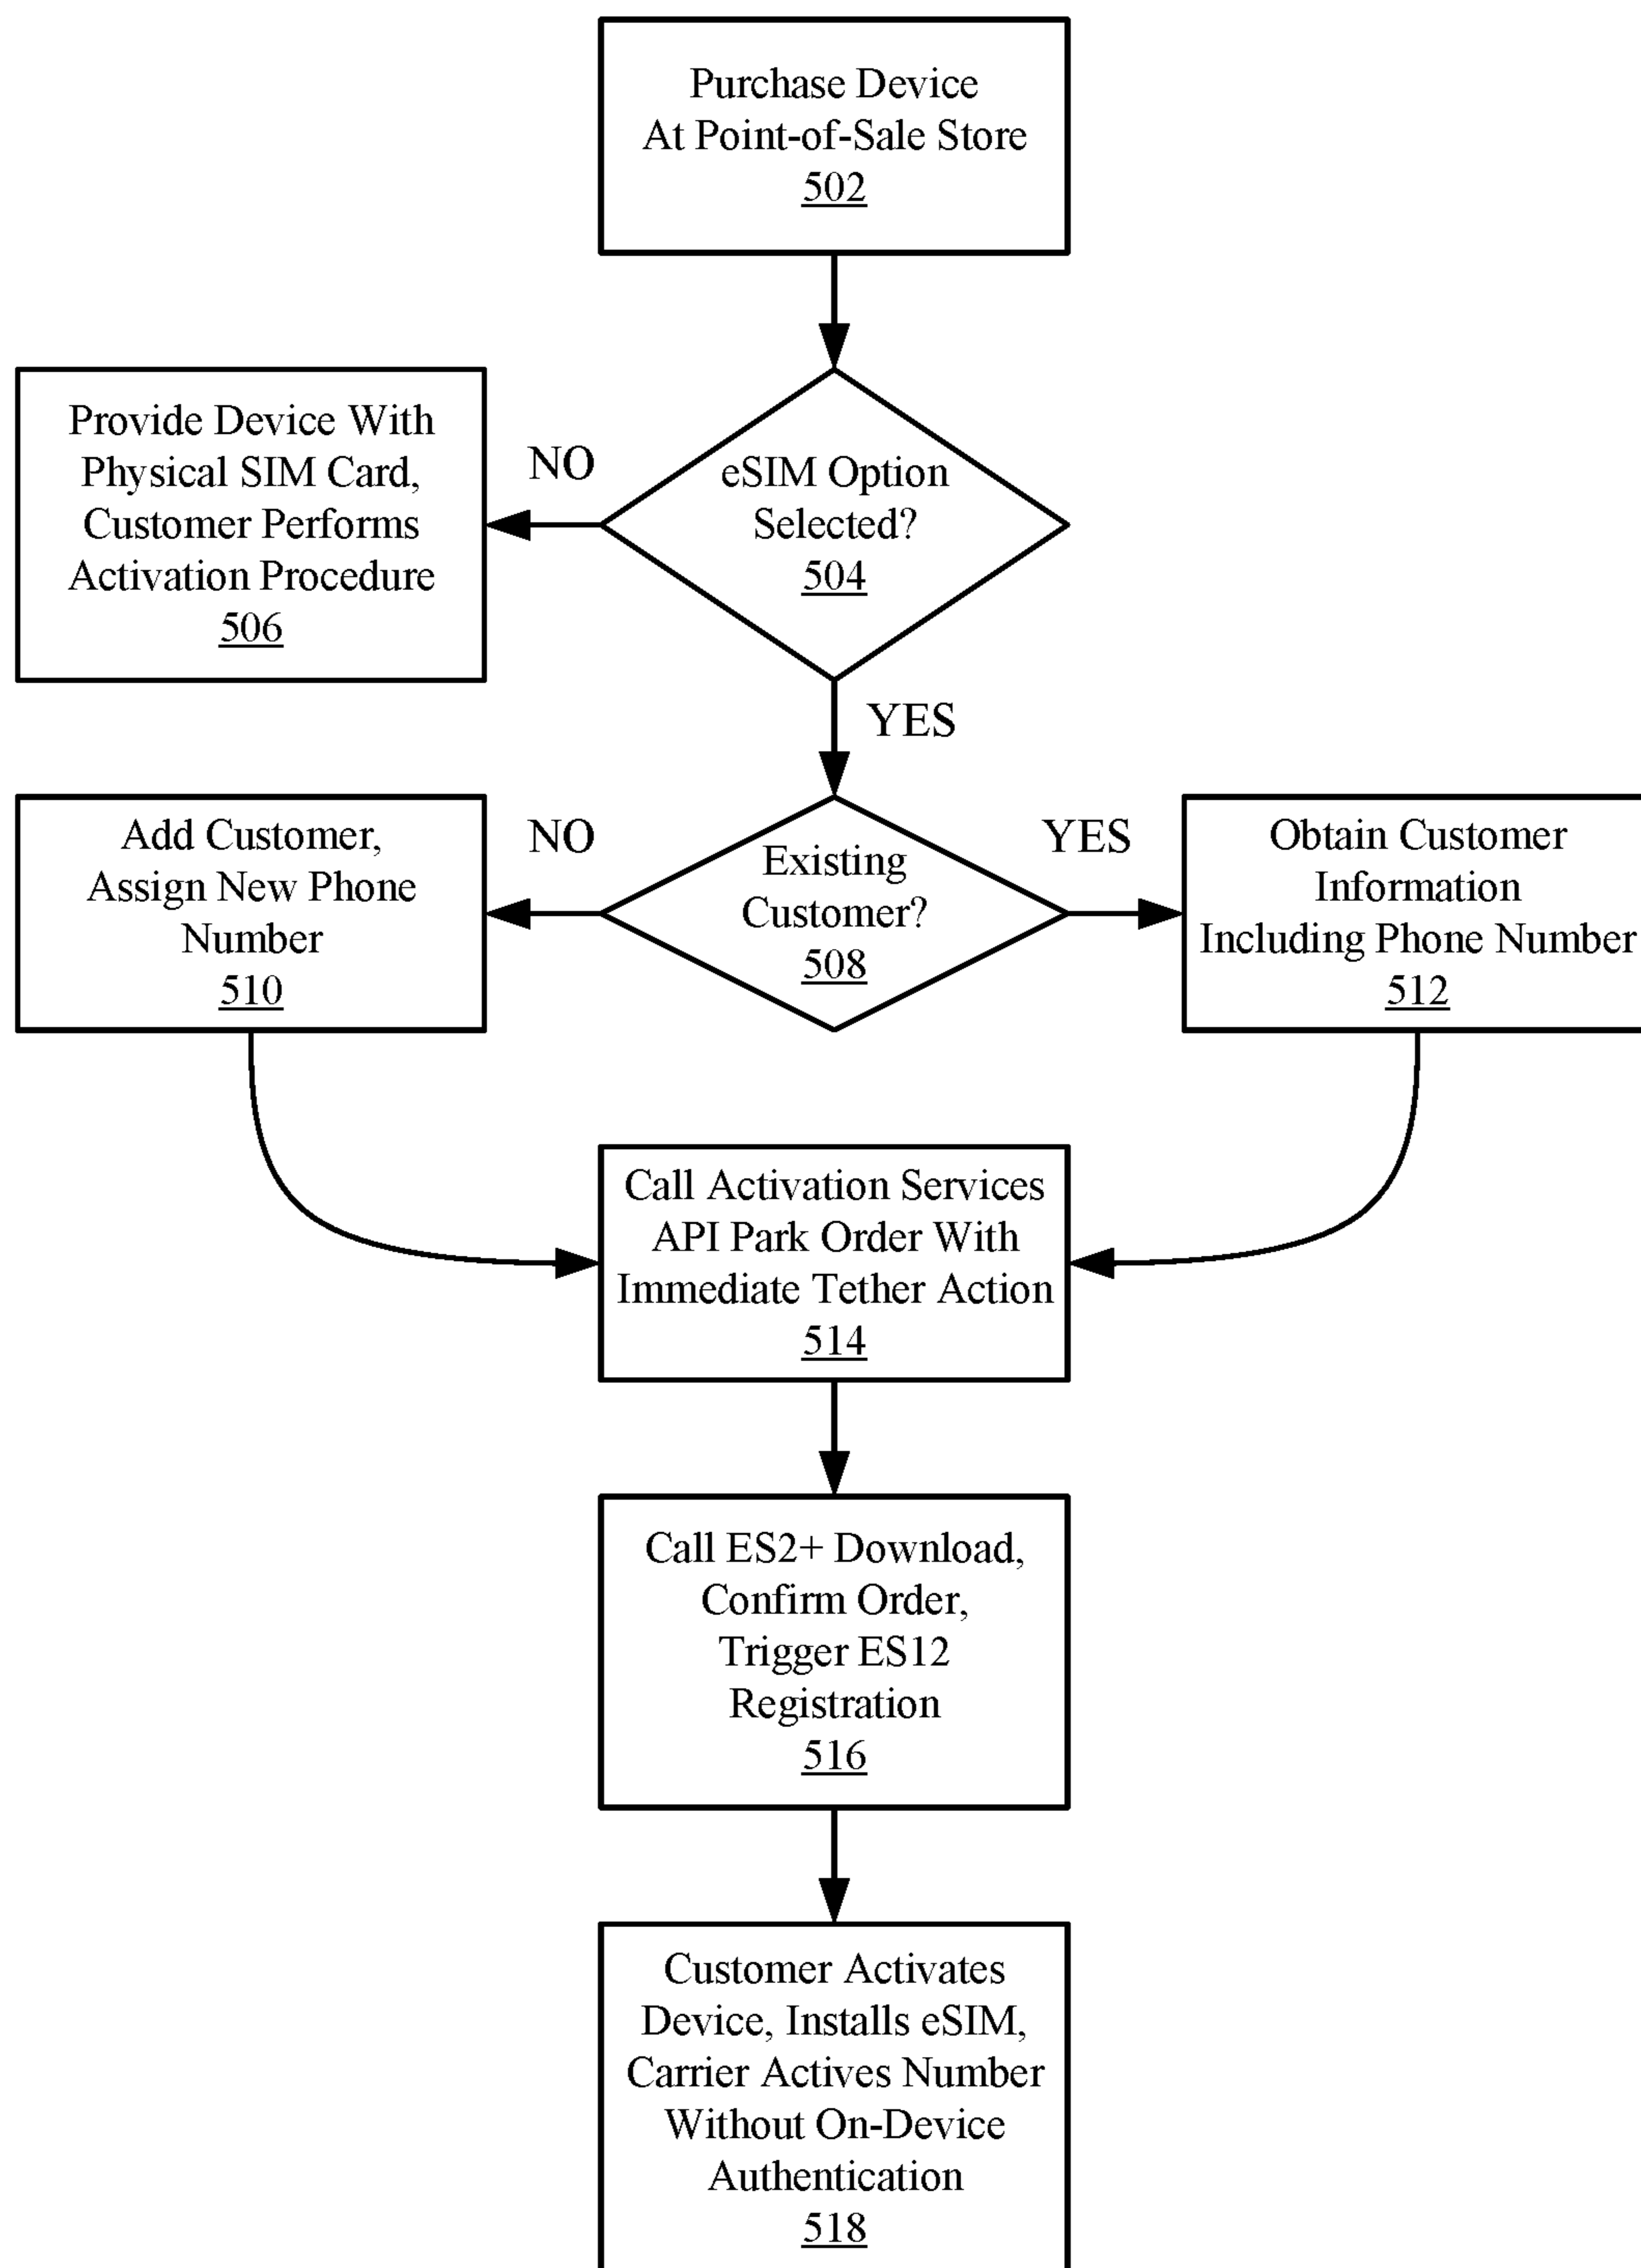 Purchase Device
At Point-of-Sale Store
502
Provide Device With
Physical SIM Card,
Customer Performs
Activation Procedure
506
NO
eSIM Option
Selected?
504
YES
Add Customer,
Assign New Phone
Number
510
NO
Existing
Customer?
508
YES
Obtain Customer
Information
Including Phone Number
512
Call Activation Services
API Park Order With
Immediate Tether Action
514
Call ES2+ Download,
Confirm Order,
Trigger ES12
Registration
516
Customer Activates
Device, Installs eSIM,
Carrier Actives Number
Without On-Device
Authentication
518